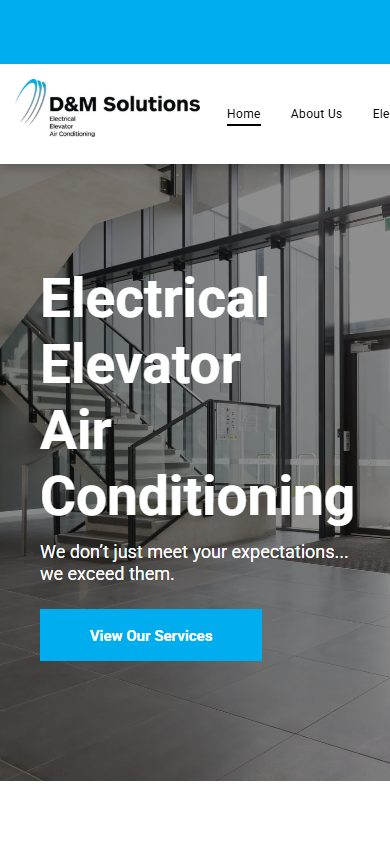 D&M Solutions
Electrical
Elevator
Air Conditioning
Home About Us Ele
Electrical
Elevator
Air
Conditioning
We don’t just meet your expectations...
we exceed them.
View Our Services